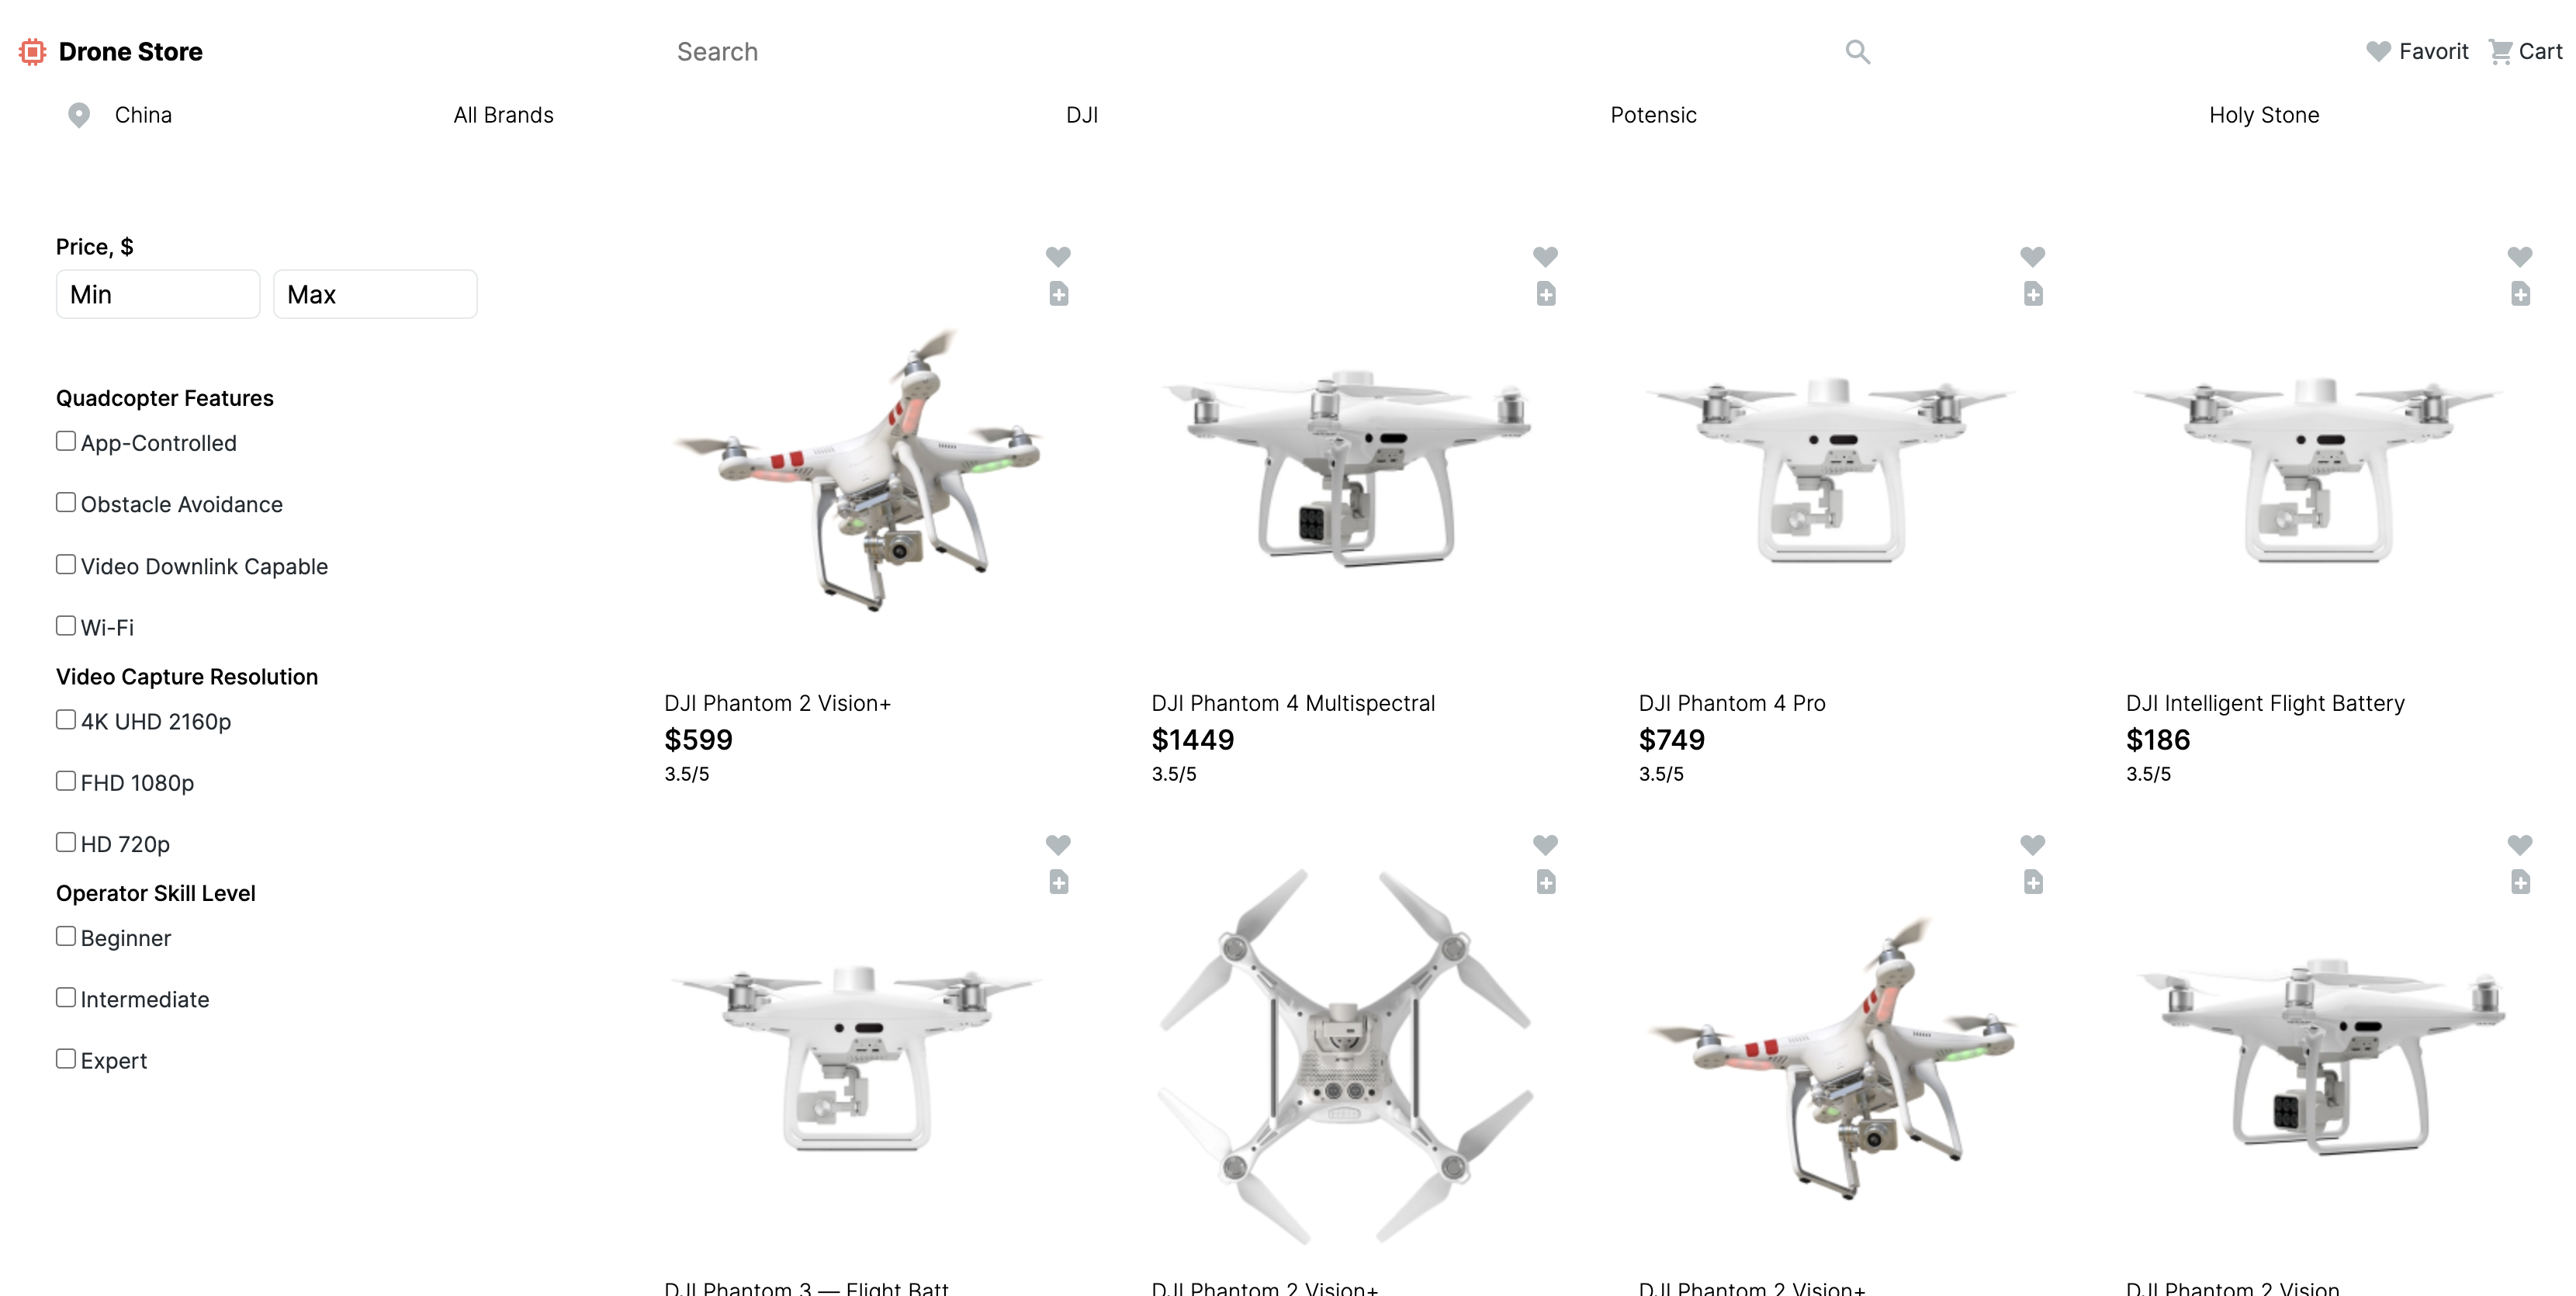 Drone Store
Search
Favorit
Cart
China
All Brands
DJI
Potensic
Holy Stone
Price, $
Min
Max
Quadcopter Features
App-Controlled
Obstacle Avoidance
Video Downlink Capable
Wi-Fi
Video Capture Resolution
4K UHD 2160p
FHD 1080p
HD 720p
Operator Skill Level
Beginner
Intermediate
Expert
DJI Phantom 2 Vision+
$599
3.5/5
DJI Phantom 4 Multispectral
$1449
3.5/5
DJI Phantom 4 Pro
$749
3.5/5
DJI Intelligent Flight Battery
$186
3.5/5
DJI Phantom 3 — Flight Batt
DJI Phantom 2 Vision+
DJI Phantom 2 Vision+
DJI Phantom 2 Vision